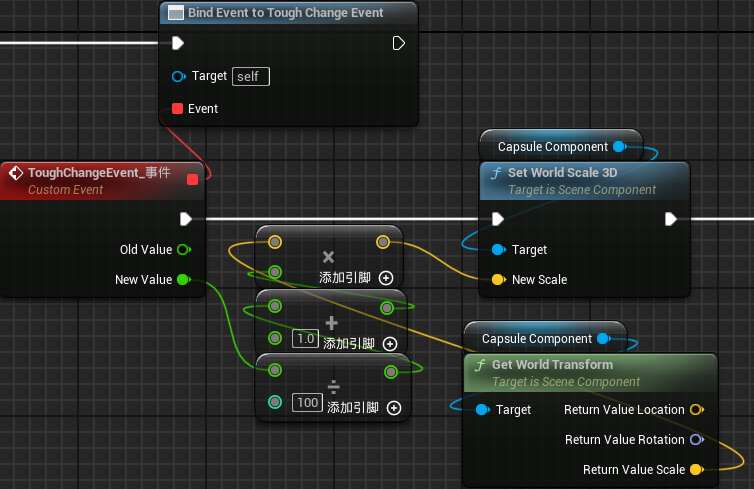 Bind Event to Tough Change Event
Target self
Event
ToughChangeEvent_事件
Custom Event
Old Value
New Value
×
添加引脚
+
1.0
添加引脚
÷
100
添加引脚
Capsule Component
Set World Scale 3D
Target is Scene Component
Target
New Scale
Capsule Component
Get World Transform
Target is Scene Component
Target Return Value Location
Return Value Rotation
Return Value Scale